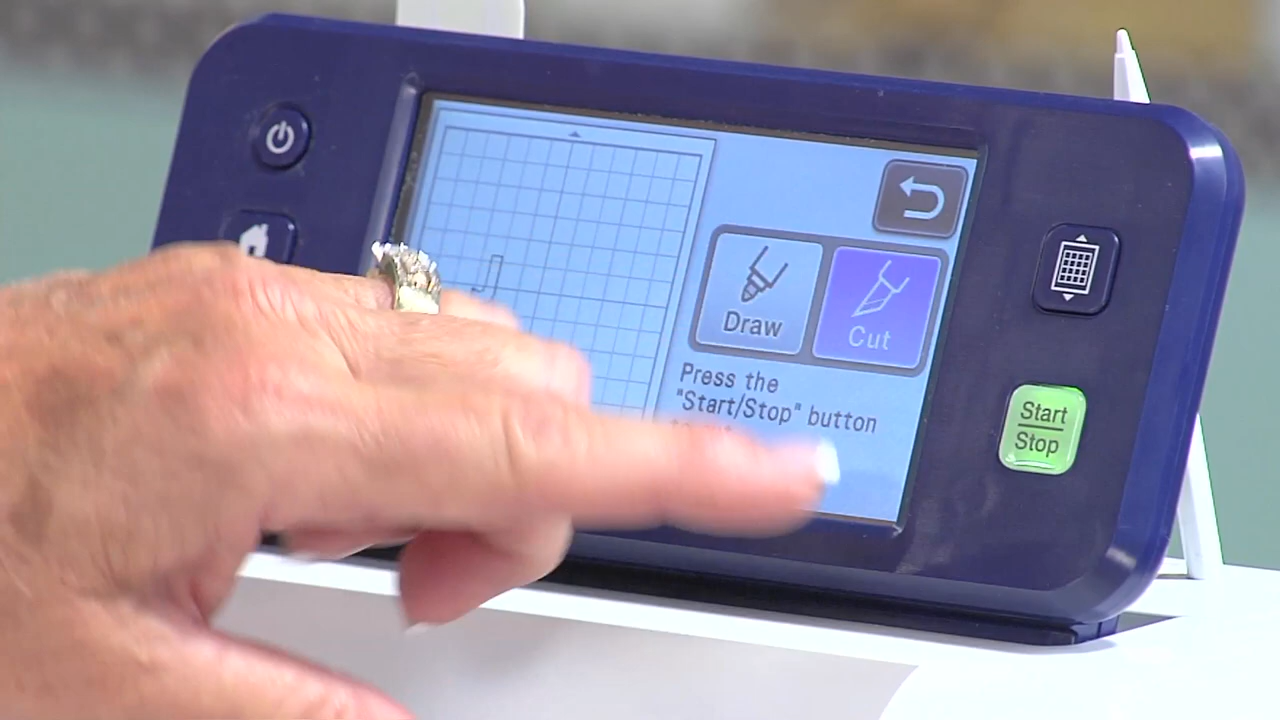 Draw
Cut
Press the
"Start/Stop" button
Start
Stop